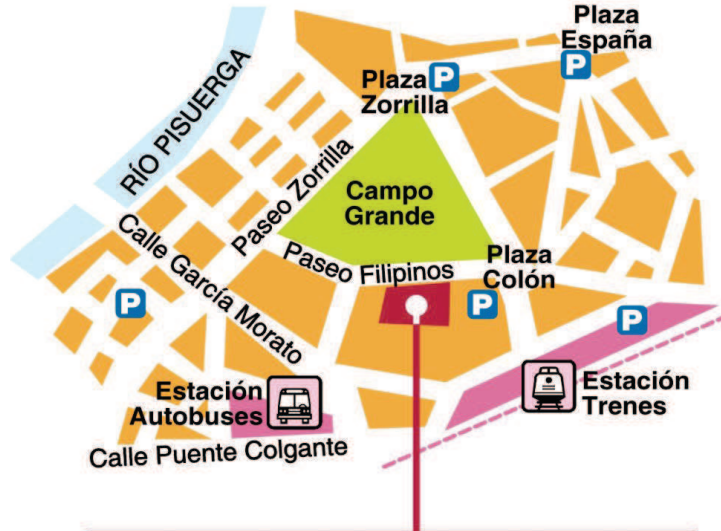 Plaza
España
P
P
Plaza
Zorrilla
RÍO PISUERGA
Paseo Zorrilla
Campo
Grande
Calle García Morato
Paseo Filipinos
Plaza
Colón
P
P
P
Estación
Autobuses
Estación
Trenes
Calle Puente Colgante